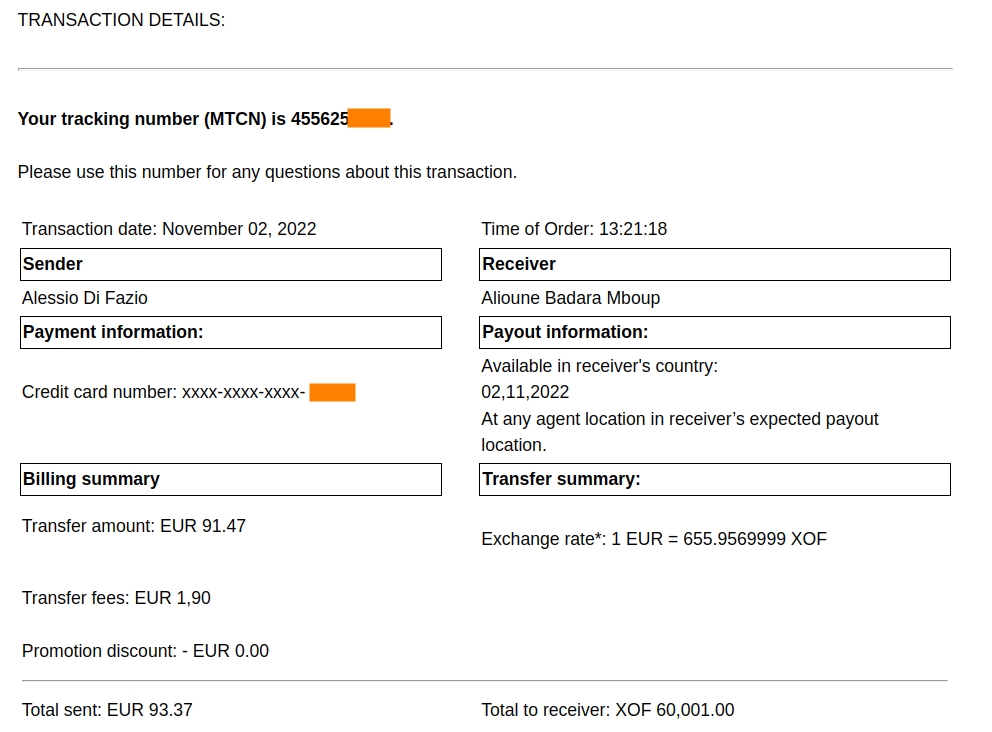 TRANSACTION DETAILS:
Your tracking number (MTCN) is 455625 .
Please use this number for any questions about this transaction.
Transaction date: November 02, 2022
Time of Order: 13:21:18
Sender
Receiver
Alessio Di Fazio
Alioune Badara Mboup
Payment information:
Payout information:
Available in receiver's country:
Credit card number: xxxx-xxxx-xxxx-
02,11,2022
At any agent location in receiver’s expected payout
location.
Billing summary
Transfer summary:
Transfer amount: EUR 91.47
Exchange rate*: 1 EUR = 655.9569999 XOF
Transfer fees: EUR 1,90
Promotion discount: - EUR 0.00
Total sent: EUR 93.37
Total to receiver: XOF 60,001.00